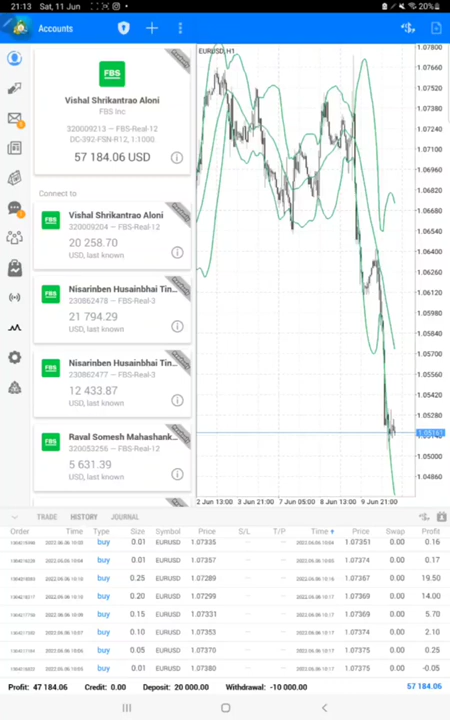 21:13 Sat, 11 Jun
20%
Accounts
FBS
Vishal Shrikantrao Aloni
FBS Inc
320009213 — FBS-Real-12
DC-392-FSN-R12, 1:1000
57 184.06 USD
Connect to
FBS
Vishal Shrikantrao Aloni
320009204 — FBS-Real-12
20 258.70
USD, last known
FBS
Nisarinben Husainbhai Tin...
230862478 — FBS-Real-3
21 794.29
USD, last known
FBS
Nisarinben Husainbhai Tin...
230862477 — FBS-Real-3
12 433.87
USD, last known
FBS
Raval Somesh Mahashank...
320053256 — FBS-Real-12
5 631.39
USD, last known
EURUSD, H1
1.07800
1.07660
1.07380
1.07240
1.07100
1.06960
1.06820
1.06680
1.06540
1.06400
1.06260
1.06120
1.05980
1.05840
1.05700
1.05560
1.05420
1.05280
1.05000
1.04860
2 Jun 13:00 3 Jun 21:00 7 Jun 05:00 8 Jun 13:00 9 Jun 21:00
TRADE HISTORY JOURNAL
Order Time Type Size Symbol Price S/L T/P Time Price Swap Profit
buy 0.01 EURUSD 1.07335 — — 1.07351 0.00 0.16
buy 0.01 EURUSD 1.07357 — — 1.07374 0.00 0.17
buy 0.25 EURUSD 1.07289 — — 1.07367 0.00 19.50
buy 0.20 EURUSD 1.07299 — — 1.07369 0.00 14.00
buy 0.15 EURUSD 1.07331 — — 1.07369 0.00 5.70
buy 0.10 EURUSD 1.07353 — — 1.07374 0.00 2.10
buy 0.05 EURUSD 1.07370 — — 1.07375 0.00 0.25
buy 0.01 EURUSD 1.07380 — — 1.07375 0.00 -0.05
Profit: 47 184.06 Credit: 0.00 Deposit: 20 000.00 Withdrawal: -10 000.00 57 184.06